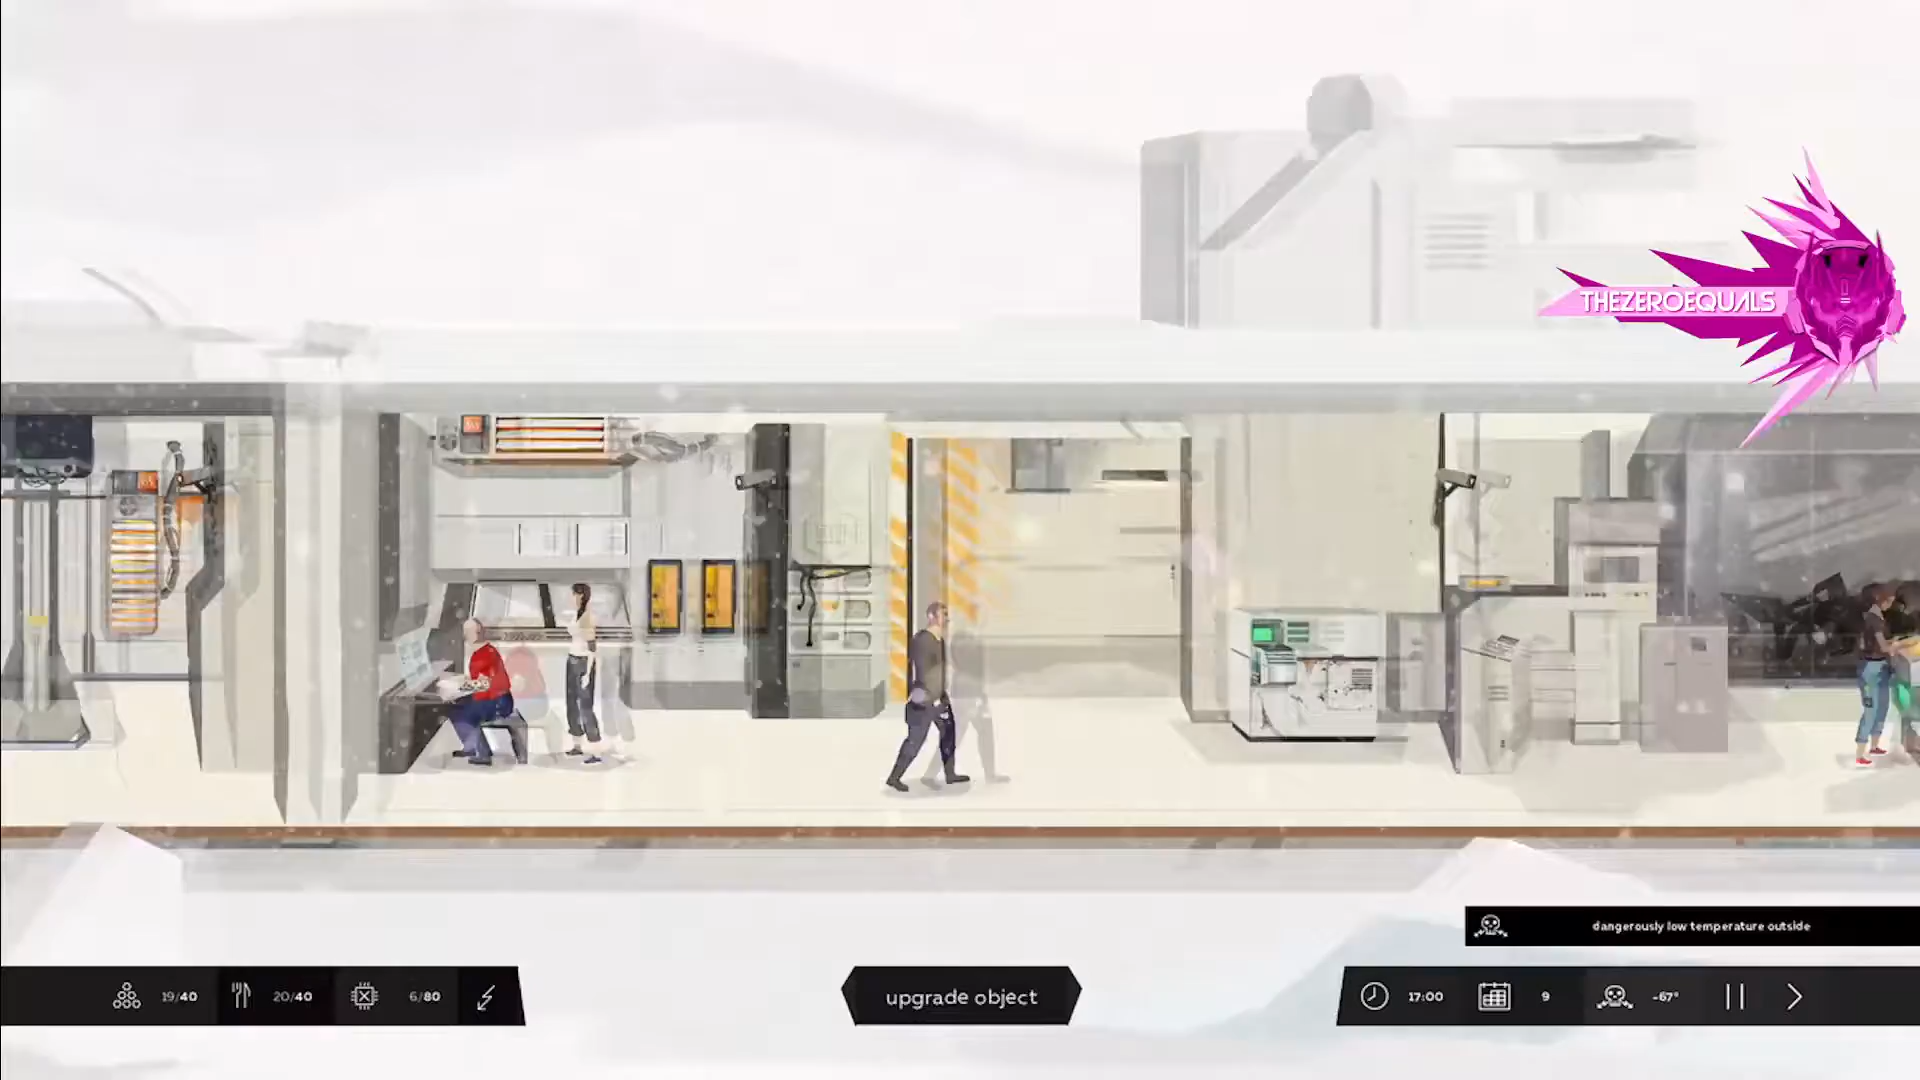 THEZEROEQUALS
dangerously low temperature outside
19/40
20/40
6/80
upgrade object
17:00
9
-67°